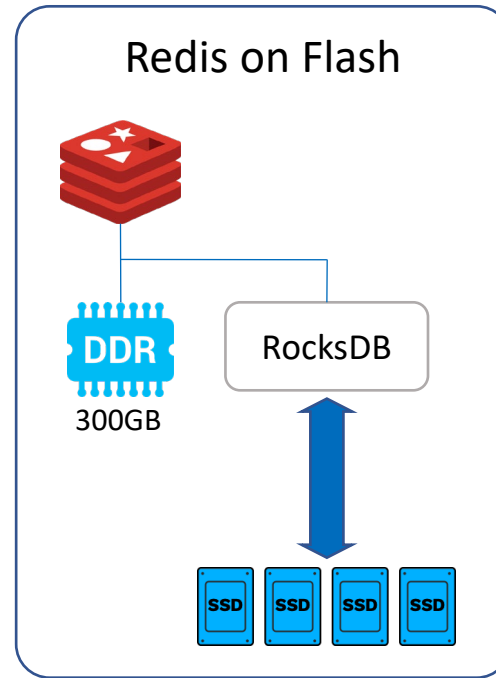 Redis on Flash
DDR
RocksDB
300GB
SSD SSD SSD SSD